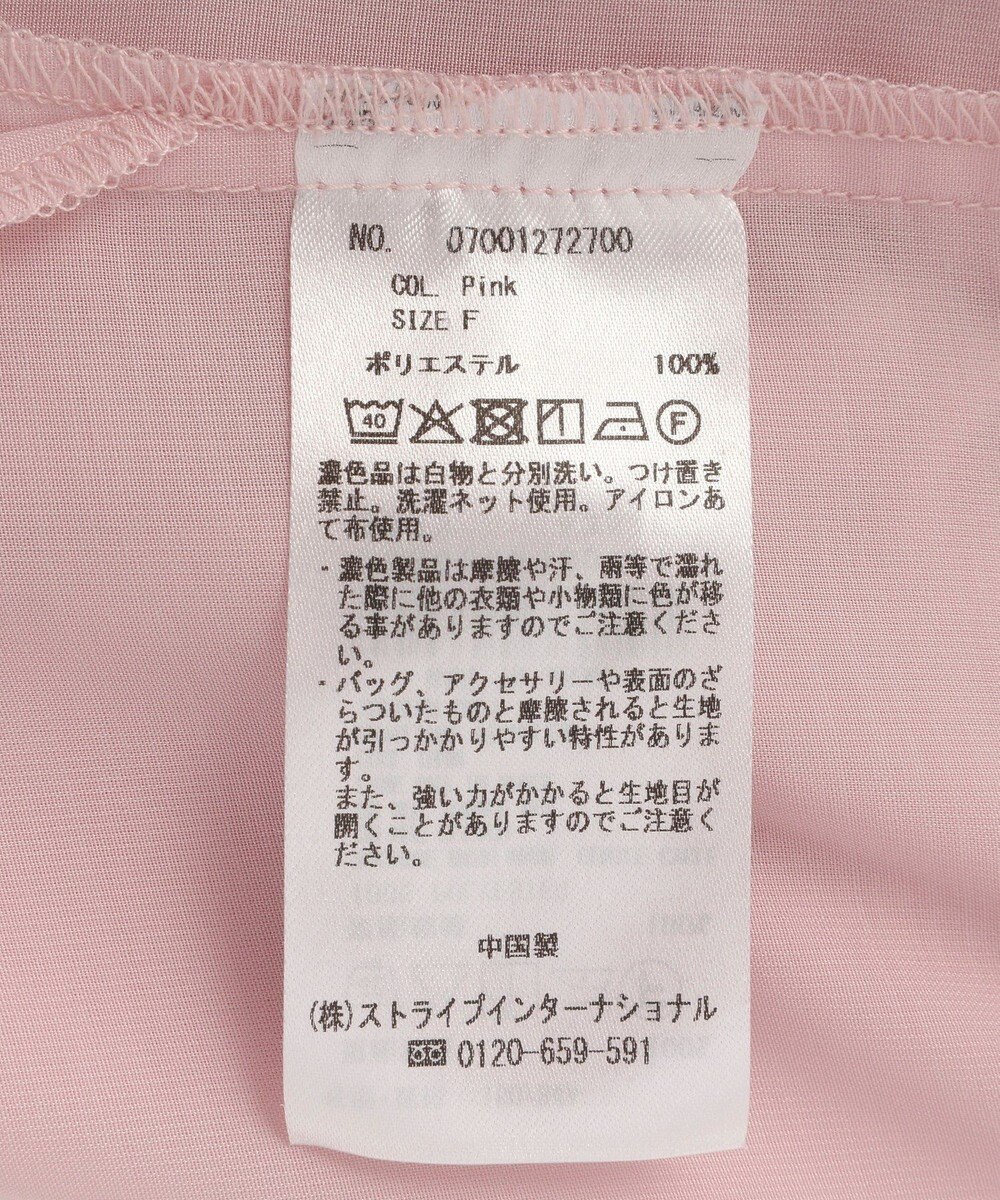 NO. 07001272700
COL. Pink
SIZE F
ポリエステル 100%
40 F
濃色品は白物と分別洗い。つけ置き
禁止。洗濯ネット使用。アイロンあ
て布使用。
・濃色製品は摩擦や汗、雨等で濡れ
た際に他の衣類や小物類に色が移
る事がありますのでご注意くださ
い。
・バッグ、アクセサリーや表面のざ
らついたものと摩擦されると生地
が引っかかりやすい特性がありま
す。
また、強い力がかかると生地目が
開くことがありますのでご注意く
ださい。
中国製
(株)ストライプインターナショナル
0120-659-591